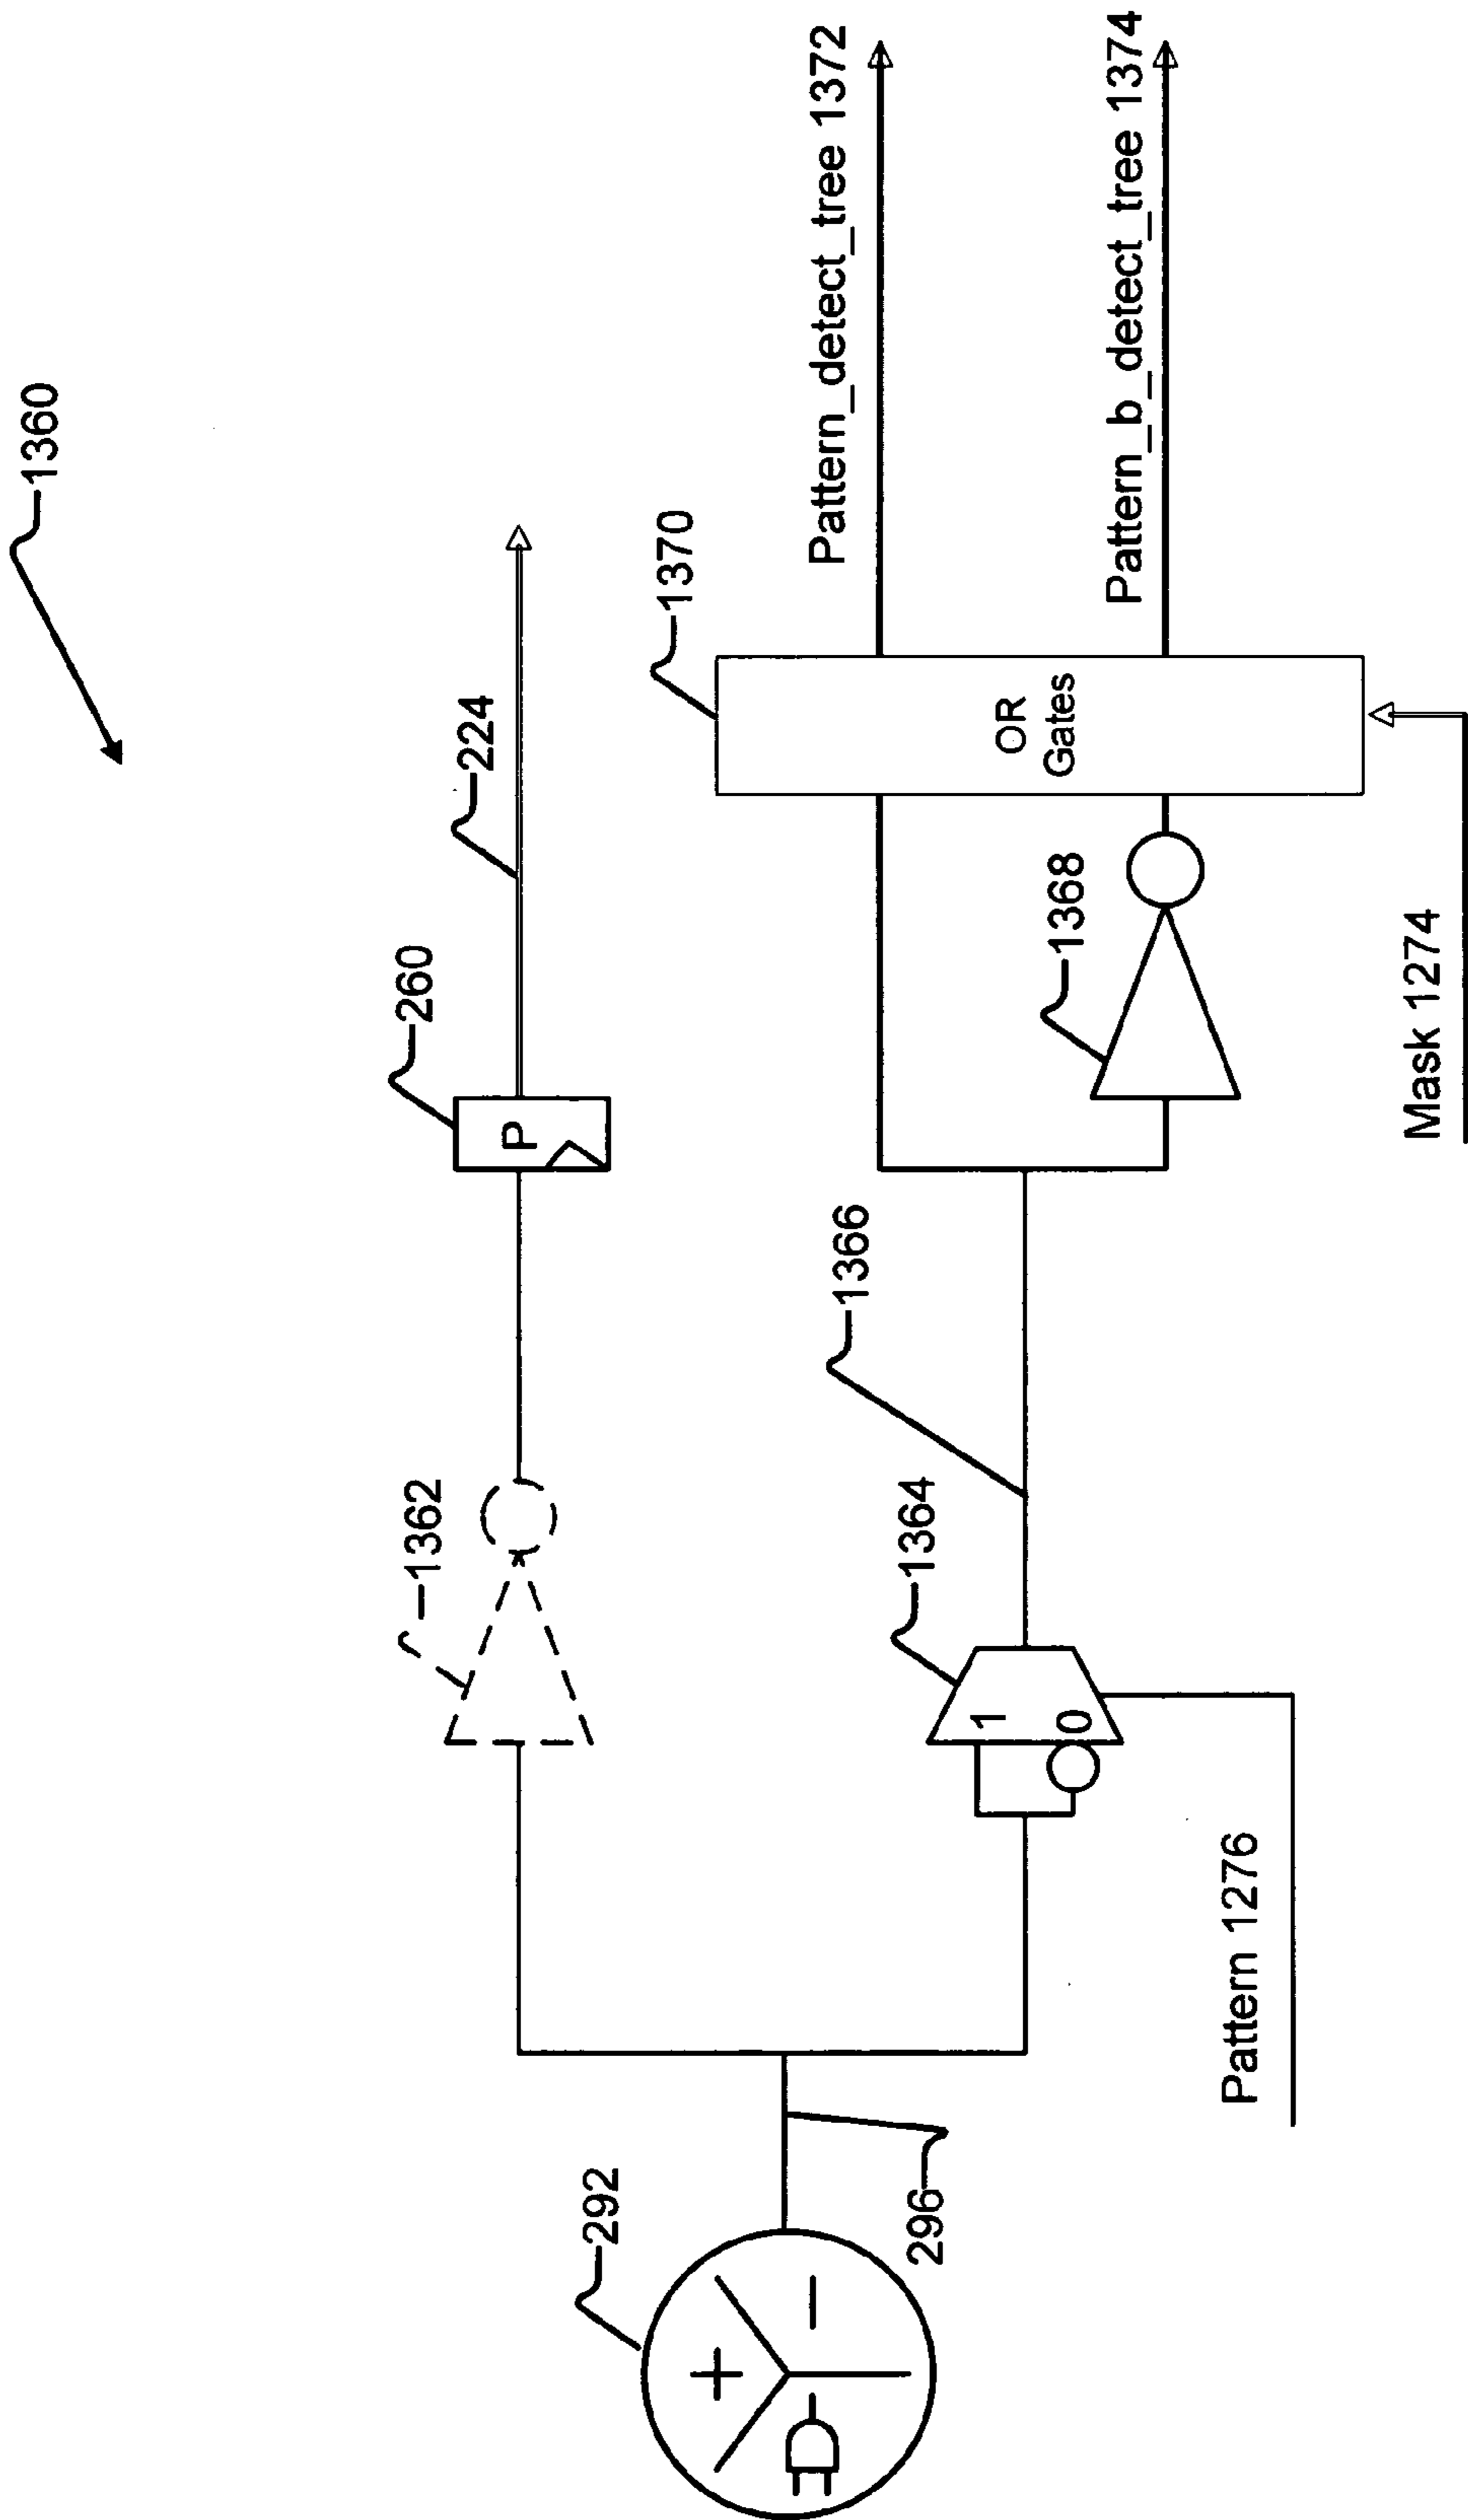 1360
260
224
1362
P
1370
Pattern_detect_tree 1372
292
1366
1364
1
0
OR
Gates
296
1368
Pattern_b_detect_tree 1374
Pattern 1276
Mask 1274
+
−